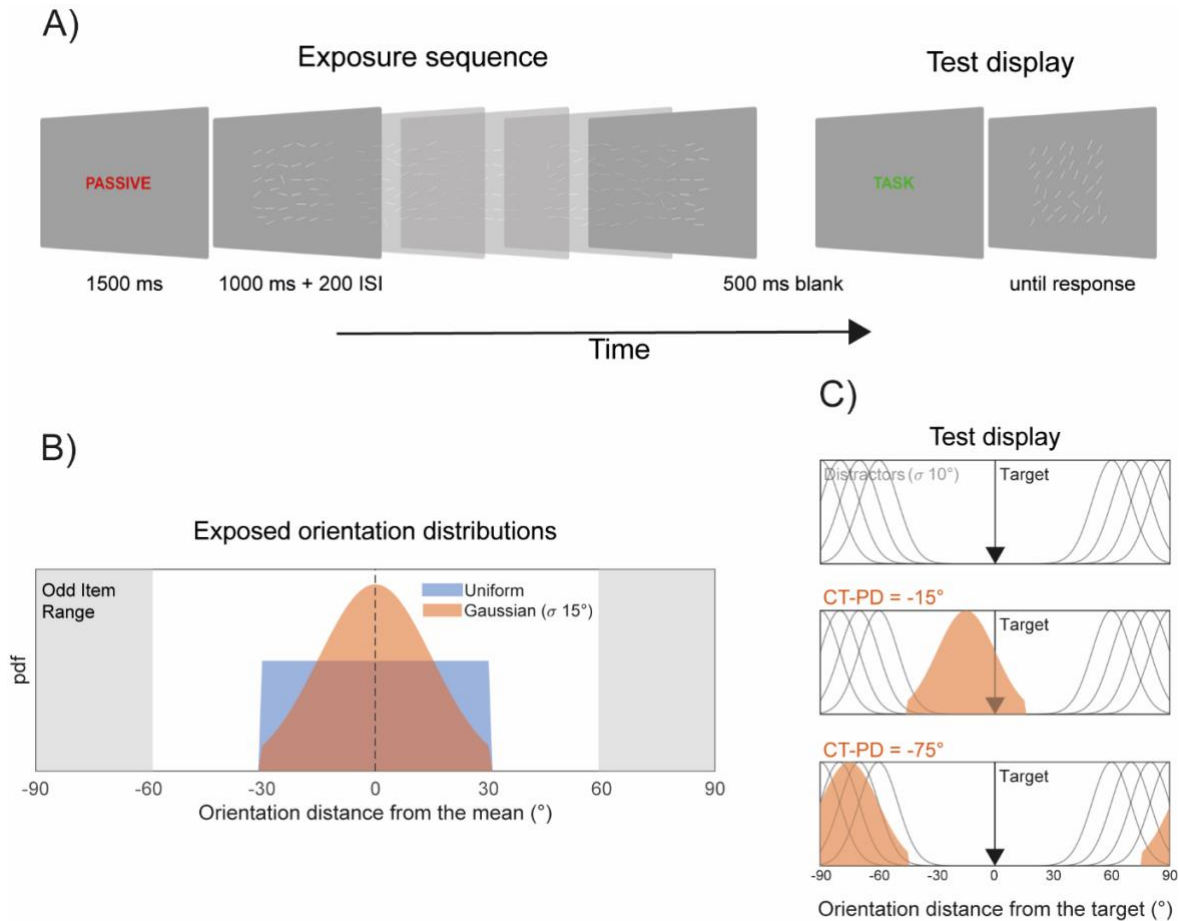 A)
Exposure sequence
Test display
PASSIVE
TASK
1500 ms
1000 ms + 200 ISI
500 ms blank
until response
Time
B)
Exposed orientation distributions
Odd Item
Range
Uniform
Gaussian (σ 15°)
pdf
-90
-60
-30
0
30
60
90
Orientation distance from the mean (°)
C)
Test display
Distractors (σ 10°)
Target
CT-PD = -15°
Target
CT-PD = -75°
Target
-90
-60
-30
0
30
60
90
Orientation distance from the target (°)